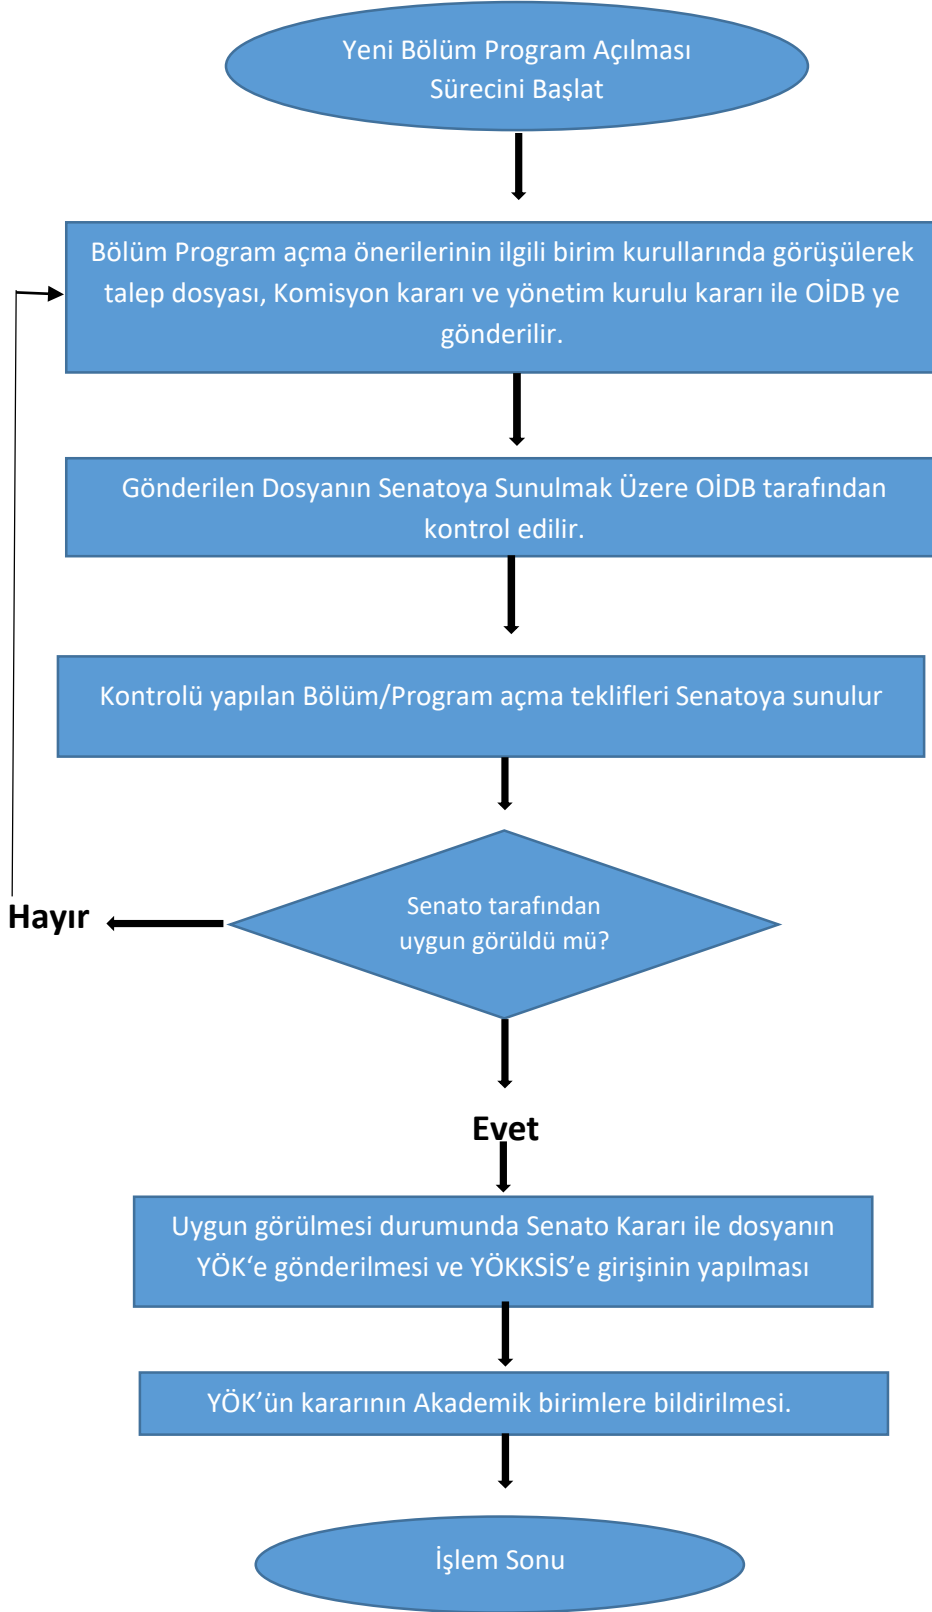 Yeni Bölüm Program Açılması
Sürecini Başlat
Bölüm Program açma önerilerinin ilgili birim kurullarında görüşülerek
talep dosyası, Komisyon kararı ve yönetim kurulu kararı ile OİDB ye
gönderilir.
Gönderilen Dosyanın Senatoya Sunulmak Üzere OİDB tarafından
kontrol edilir.
Kontrolü yapılan Bölüm/Program açma teklifleri Senatoya sunulur
Senato tarafından
uygun görüldü mü?
Hayır
Evet
Uygun görülmesi durumunda Senato Kararı ile dosyanın
YÖK‘e gönderilmesi ve YÖKKSİS’e girişinin yapılması
YÖK’ün kararının Akademik birimlere bildirilmesi.
İşlem Sonu